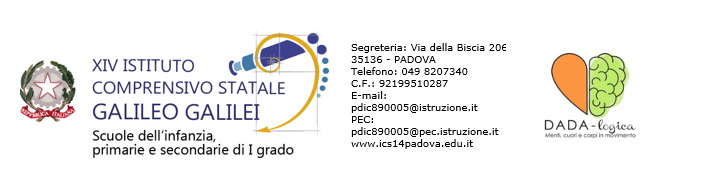 XIV ISTITUTO
COMPRENSIVO STATALE
GALILEO GALILEI
Scuole dell'infanzia,
primarie e secondarie di I grado
REPVBBLICA ITALIANA
Segreteria: Via della Biscia 206
35136 - PADOVA
Telefono: 049 8207340
C.F.: 92199510287
E-mail:
pdic890005@istruzione.it
PEC:
pdic890005@pec.istruzione.it
www.ics14padova.edu.it
DADA-logica
Menti, cuori e corpi in movimento